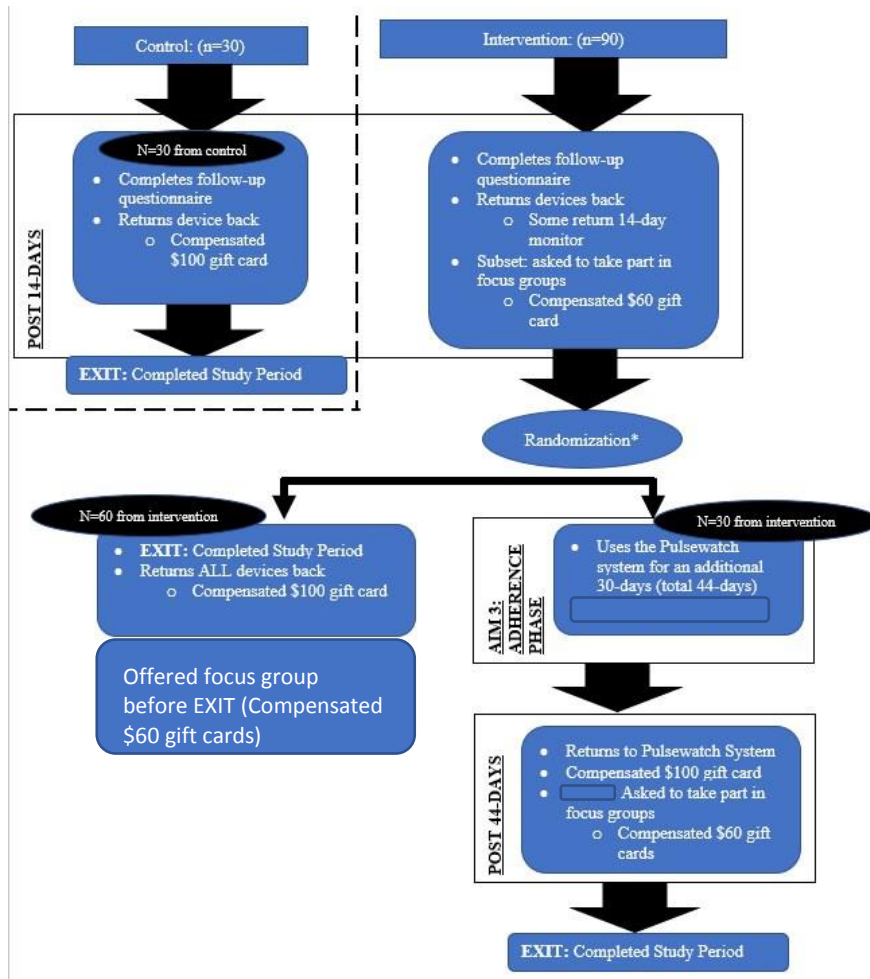 Control: (n=30)
Intervention: (n=90)
POST 14-DAYS
N=30 from control
• Completes follow-up
questionnaire
• Returns device back
o Compensated
$100 gift card
EXIT: Completed Study Period
• Completes follow-up
questionnaire
• Returns devices back
o Some return 14-day
monitor
• Subset: asked to take part in
focus groups
o Compensated $60 gift
card
Randomization*
N=60 from intervention
• EXIT: Completed Study Period
• Returns ALL devices back
o Compensated $100 gift card
Offered focus group
before EXIT (Compensated
$60 gift cards)
N=30 from intervention
AIM 3:
ADHERENCE
PHASE
• Uses the Pulsewatch
system for an additional
30-days (total 44-days)
POST 44-DAYS
• Returns to Pulsewatch System
• Compensated $100 gift card
• Asked to take part in
focus groups
o Compensated $60 gift
cards
EXIT: Completed Study Period